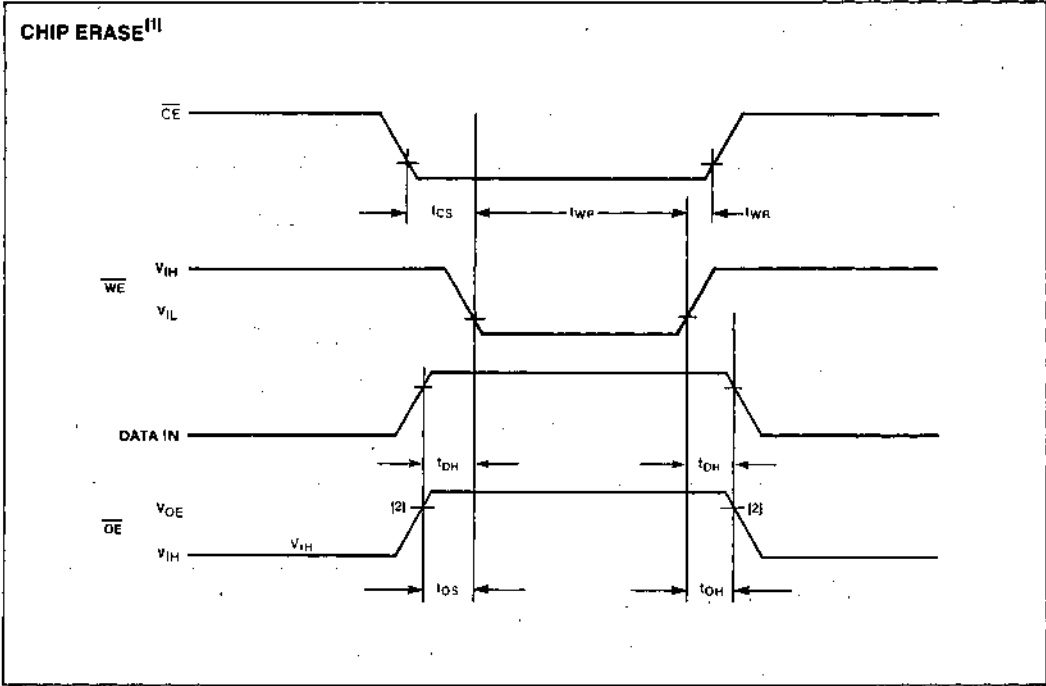 CHIP ERASE[1]
CE
tCS
tWP
tWR
VIH
WE
VIL
DATA IN
tDH
tDH
VOE
[2]
[2]
OE
VIH
VIH
tOS
tOH